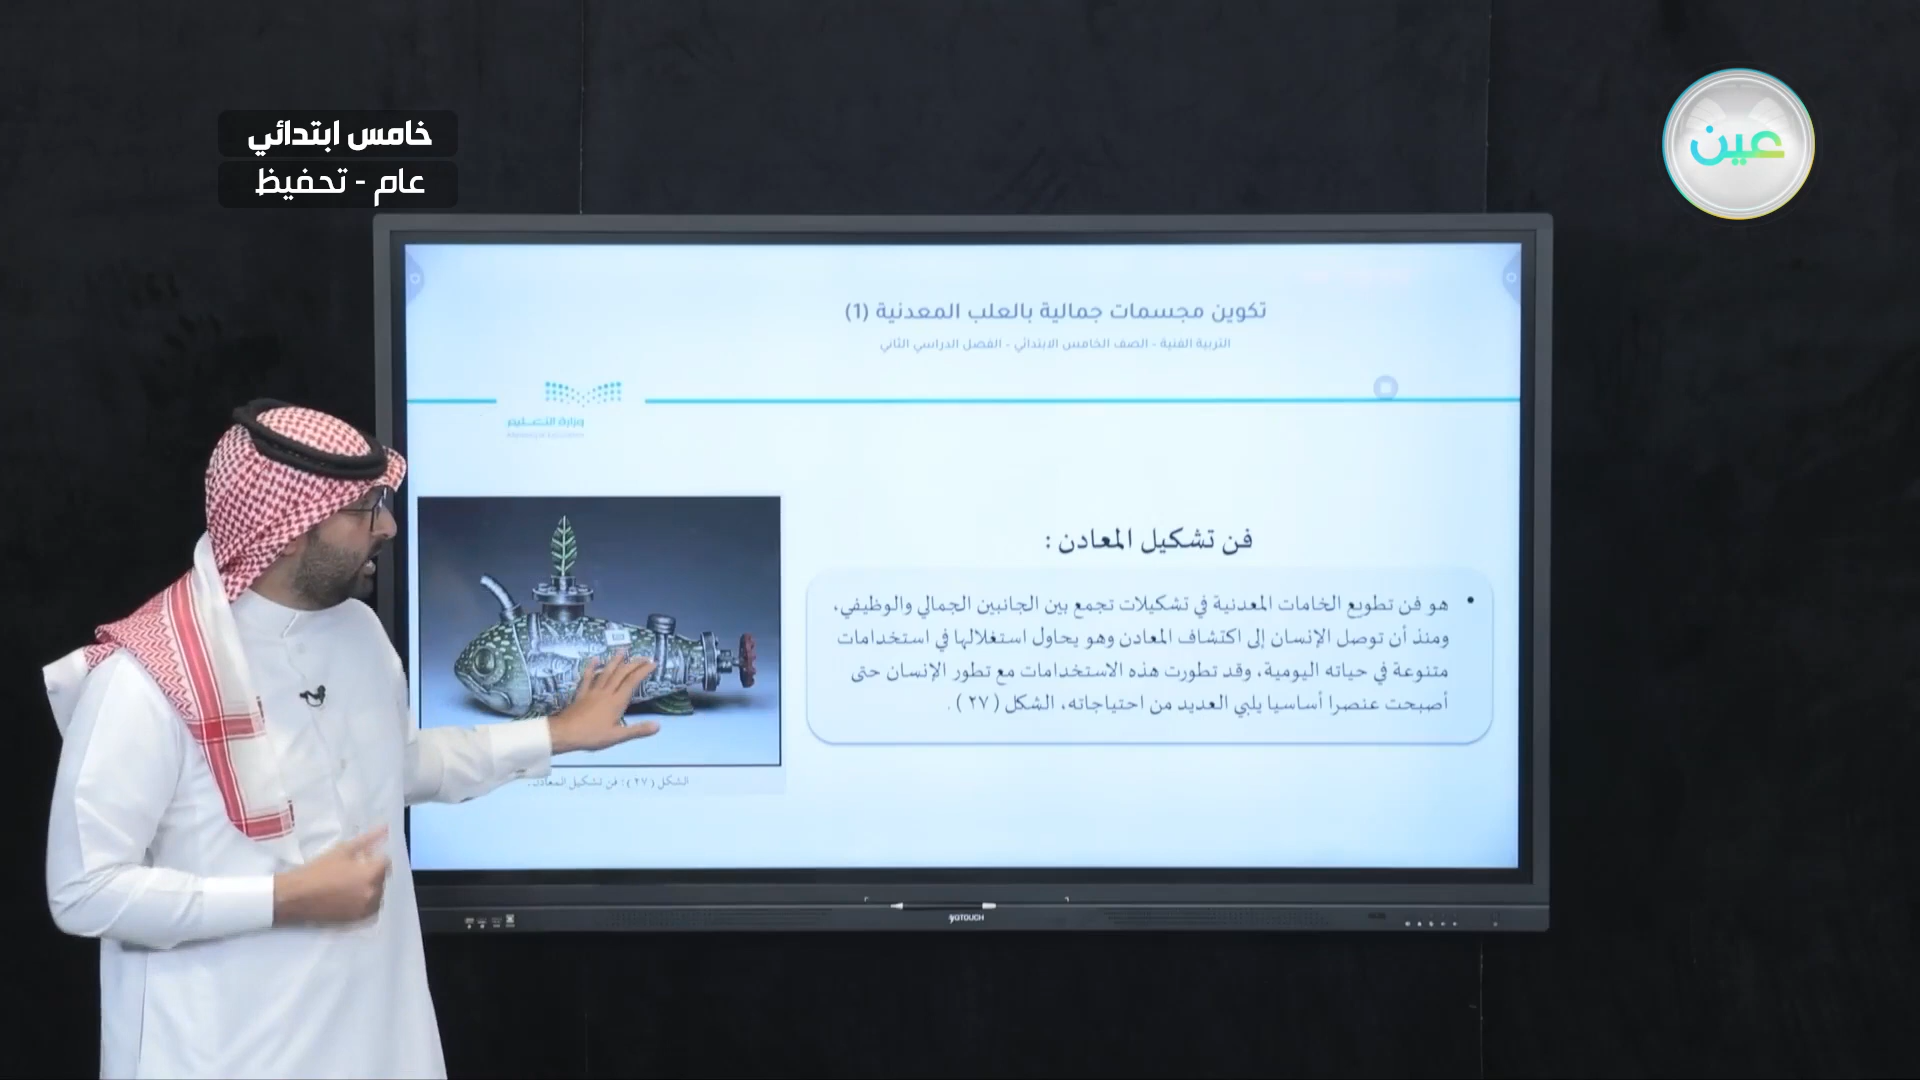 خامس ابتدائي
عام - تحفيظ
عين
تكوين مجسمات جمالية بالعلب المعدنية (1)
التربية الفنية - الصف الخامس الابتدائي - الفصل الدراسي الثاني
وزارة التعليم
فن تشكيل المعادن :
• هو فن تطويع الخامات المعدنية في تشكيلات تجمع بين الجانبين الجمالي والوظيفي،
ومنذ أن توصل الإنسان إلى اكتشاف المعادن وهو يحاول استغلالها في استخدامات
متنوعة في حياته اليومية، وقد تطورت هذه الاستخدامات مع تطور الإنسان حتى
أصبحت عنصرا أساسيا يلبي العديد من احتياجاته، الشكل ( ٢٧ ) .
الشكل ( ٢٧ ) : فن تشكيل المعادن .